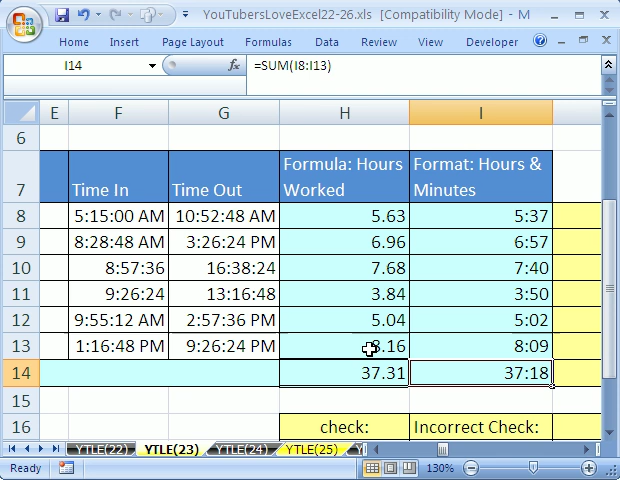 YouTubersLoveExcel22-26.xls [Compatibility Mode] - M
Home Insert Page Layout Formulas Data Review View Developer
I14 fx =SUM(I8:I13)
E F G H I
6
7 Time In Time Out Formula: Hours Worked Format: Hours & Minutes
8 5:15:00 AM 10:52:48 AM 5.63 5:37
9 8:28:48 AM 3:26:24 PM 6.96 6:57
10 8:57:36 16:38:24 7.68 7:40
11 9:26:24 13:16:48 3.84 3:50
12 9:55:12 AM 2:57:36 PM 5.04 5:02
13 1:16:48 PM 9:26:24 PM 8.16 8:09
14 37.31 37:18
15
16 check: Incorrect Check:
YTLE(22) YTLE(23) YTLE(24) YTLE(25)
Ready 130%